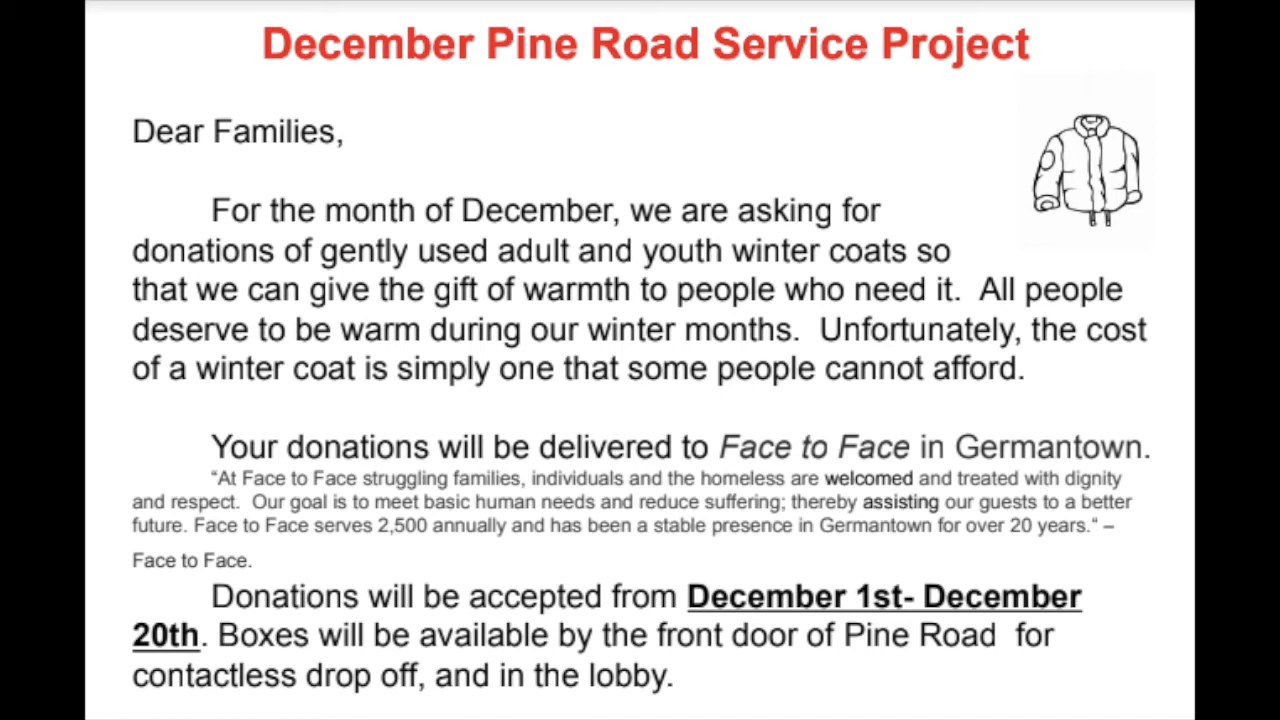 December Pine Road Service Project
Dear Families,
For the month of December, we are asking for
donations of gently used adult and youth winter coats so
that we can give the gift of warmth to people who need it.  All people
deserve to be warm during our winter months.  Unfortunately, the cost
of a winter coat is simply one that some people cannot afford.
Your donations will be delivered to Face to Face in Germantown.
“At Face to Face struggling families, individuals and the homeless are welcomed and treated with dignity
and respect.  Our goal is to meet basic human needs and reduce suffering; thereby assisting our guests to a better
future. Face to Face serves 2,500 annually and has been a stable presence in Germantown for over 20 years.“ –
Face to Face.
Donations will be accepted from December 1st- December
20th. Boxes will be available by the front door of Pine Road  for
contactless drop off, and in the lobby.